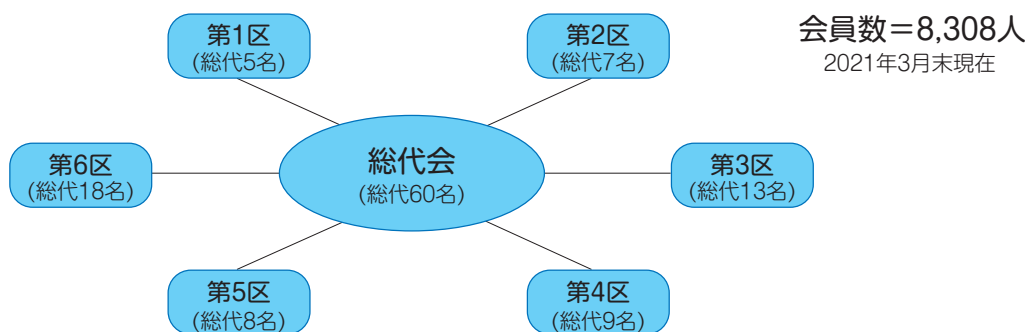 会員数＝8,308人
2021年3月末現在
第1区
(総代5名)
第2区
(総代7名)
第6区
(総代18名)
総代会
(総代60名)
第3区
(総代13名)
第5区
(総代8名)
第4区
(総代9名)